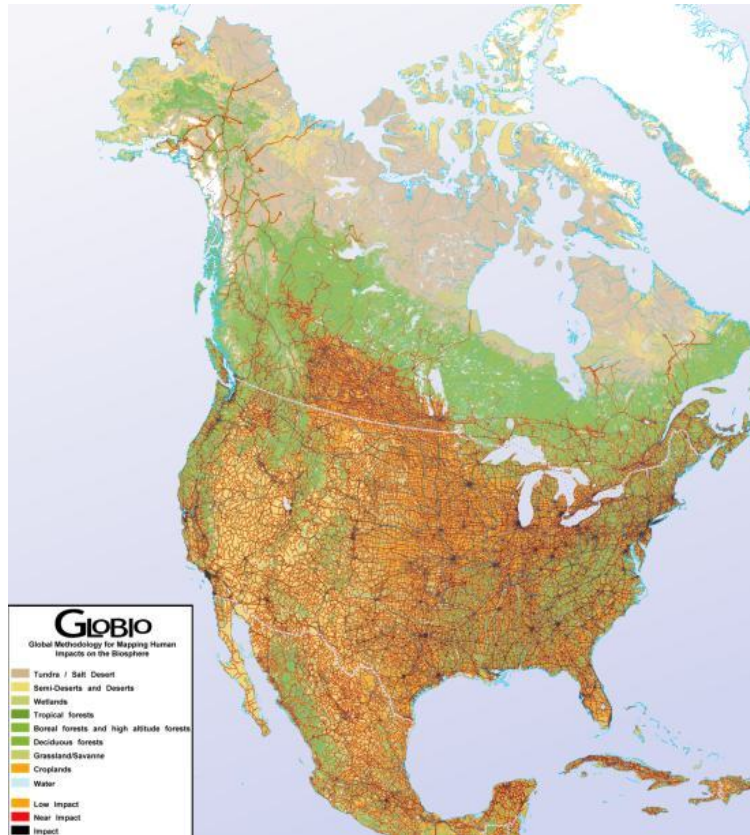 GLOBIO
Global Methodology for Mapping Human
Impacts on the Biosphere
Tundra / Salt Desert
Semi-Deserts and Deserts
Wetlands
Tropical forests
Boreal forests and high altitude forests
Deciduous forests
Grassland/Savanne
Croplands
Water
Low Impact
Near Impact
Impact